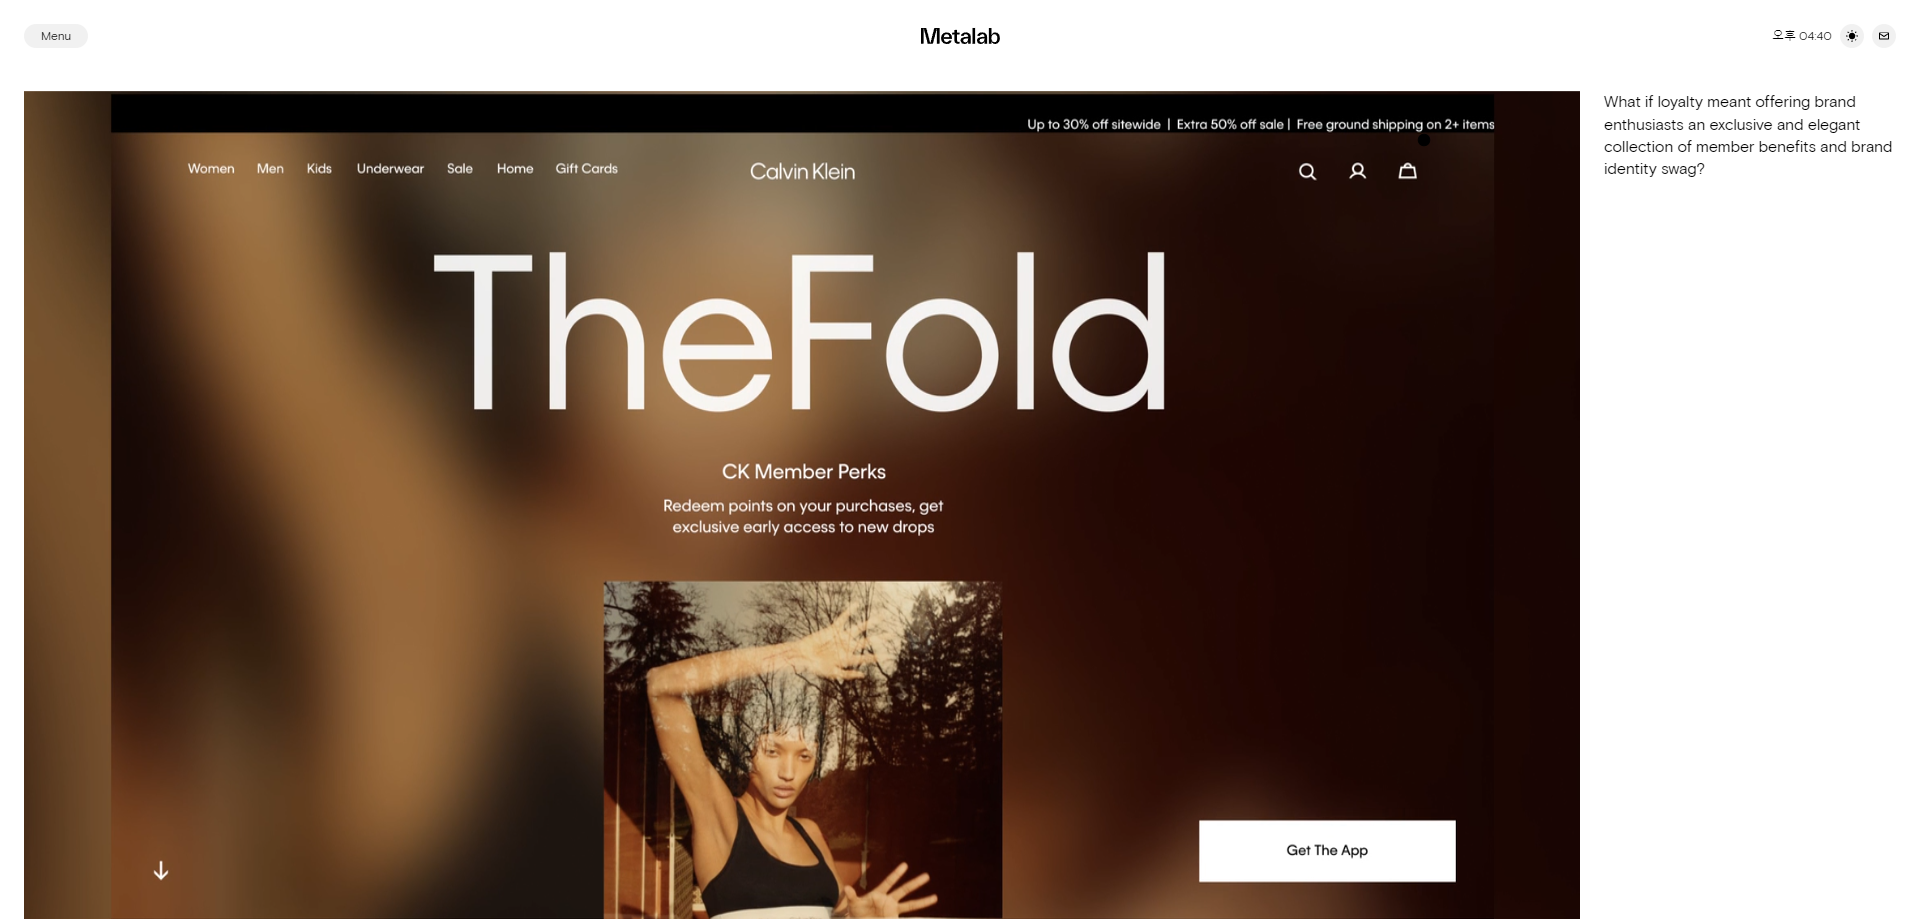 Menu
Metalab
오후 04:40
Up to 30% off sitewide | Extra 50% off sale | Free ground shipping on 2+ items
Women Men Kids Underwear Sale Home Gift Cards
Calvin Klein
TheFold
CK Member Perks
Redeem points on your purchases, get
exclusive early access to new drops
Get The App
What if loyalty meant offering brand
enthusiasts an exclusive and elegant
collection of member benefits and brand
identity swag?